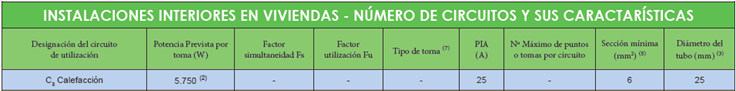 INSTALACIONES INTERIORES EN VIVIENDAS - NÚMERO DE CIRCUITOS Y SUS CARACTARÍSTICAS
Designación del circuito de utilización Potencia Prevista por toma (W) Factor simultaneidad Fs Factor utilización Fu Tipo de toma (7) PIA (A) Nº Máximo de puntos o tomas por circuito Sección mínima (mm²) (5) Diámetro del tubo (mm) (3)
C8 Calefacción 5.750 (2) - - - 25 - 6 25